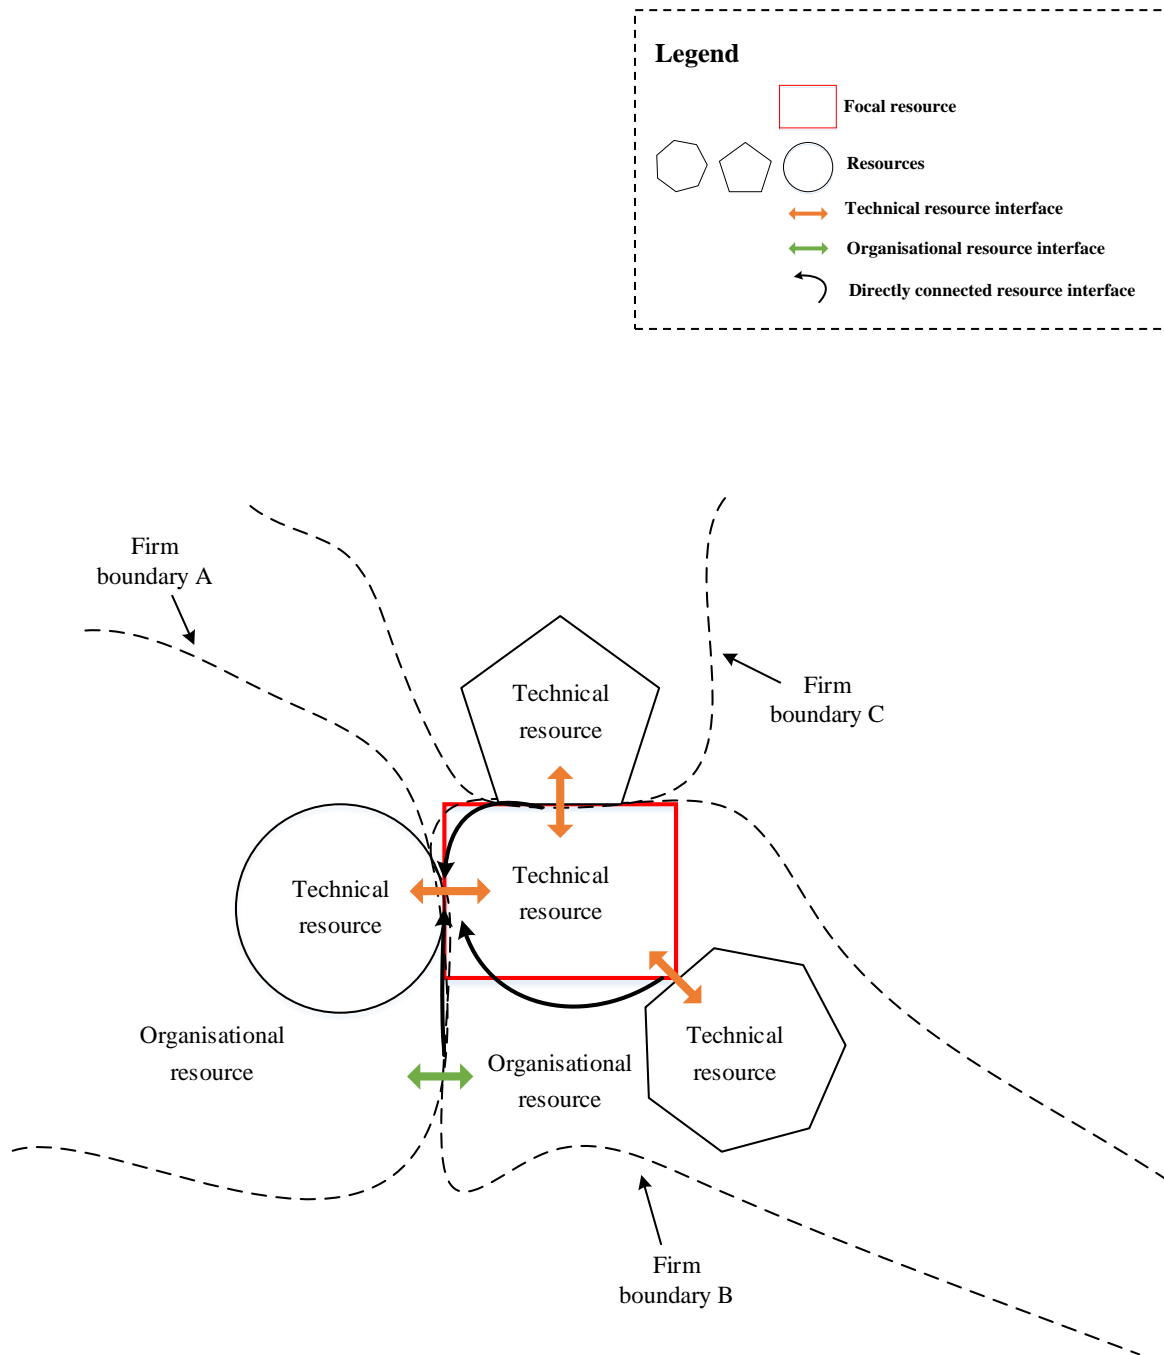 Legend
Focal resource
Resources
Technical resource interface
Organisational resource interface
Directly connected resource interface
Firm
boundary A
Technical
resource
Firm
boundary C
Technical
resource
Technical
resource
Organisational
resource
Organisational
resource
Technical
resource
Firm
boundary B